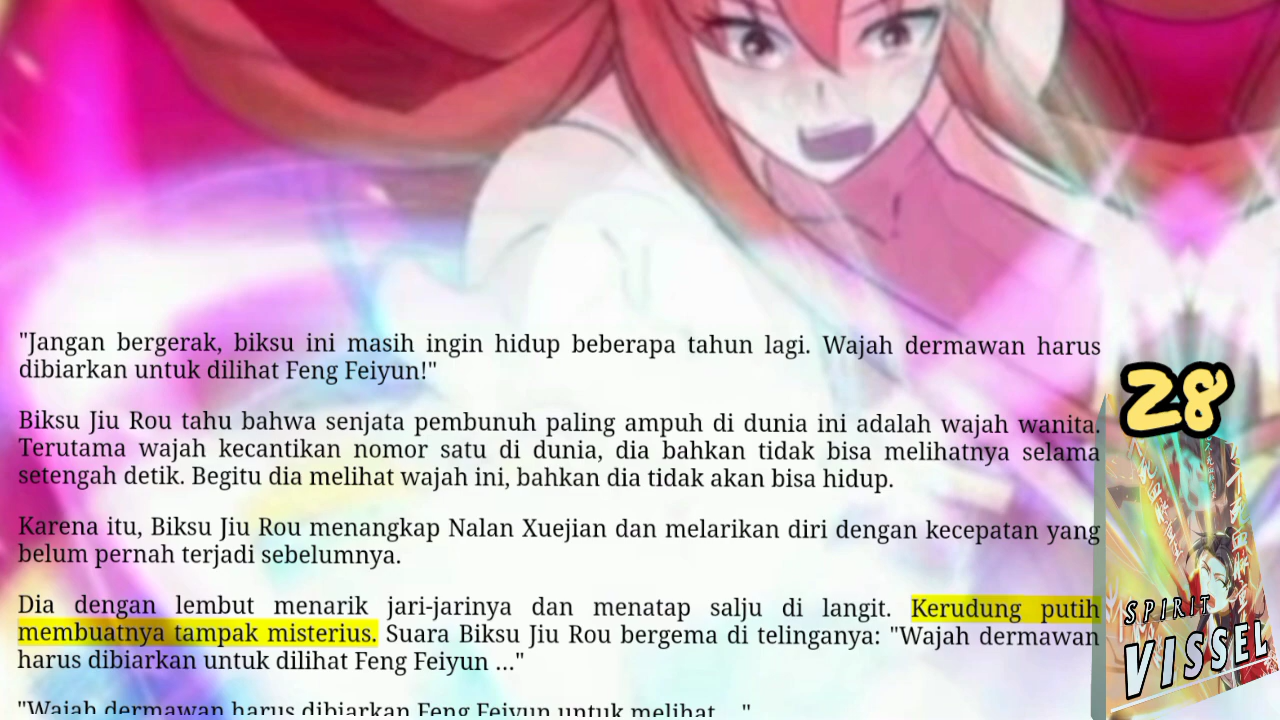 "Jangan bergerak, biksu ini masih ingin hidup beberapa tahun lagi. Wajah dermawan harus
dibiarkan untuk dilihat Feng Feiyun!"
Biksu Jiu Rou tahu bahwa senjata pembunuh paling ampuh di dunia ini adalah wajah wanita.
Terutama wajah kecantikan nomor satu di dunia, dia bahkan tidak bisa melihatnya selama
setengah detik. Begitu dia melihat wajah ini, bahkan dia tidak akan bisa hidup.
Karena itu, Biksu Jiu Rou menangkap Nalan Xuejian dan melarikan diri dengan kecepatan yang
belum pernah terjadi sebelumnya.
Dia dengan lembut menarik jari-jarinya dan menatap salju di langit. Kerudung putih
membuatnya tampak misterius. Suara Biksu Jiu Rou bergema di telinganya: "Wajah dermawan
harus dibiarkan untuk dilihat Feng Feiyun ..."
"Wajah dermawan harus dibiarkan Feng Feiyun untuk melihat ... "
28
SPIRIT
VISSEL